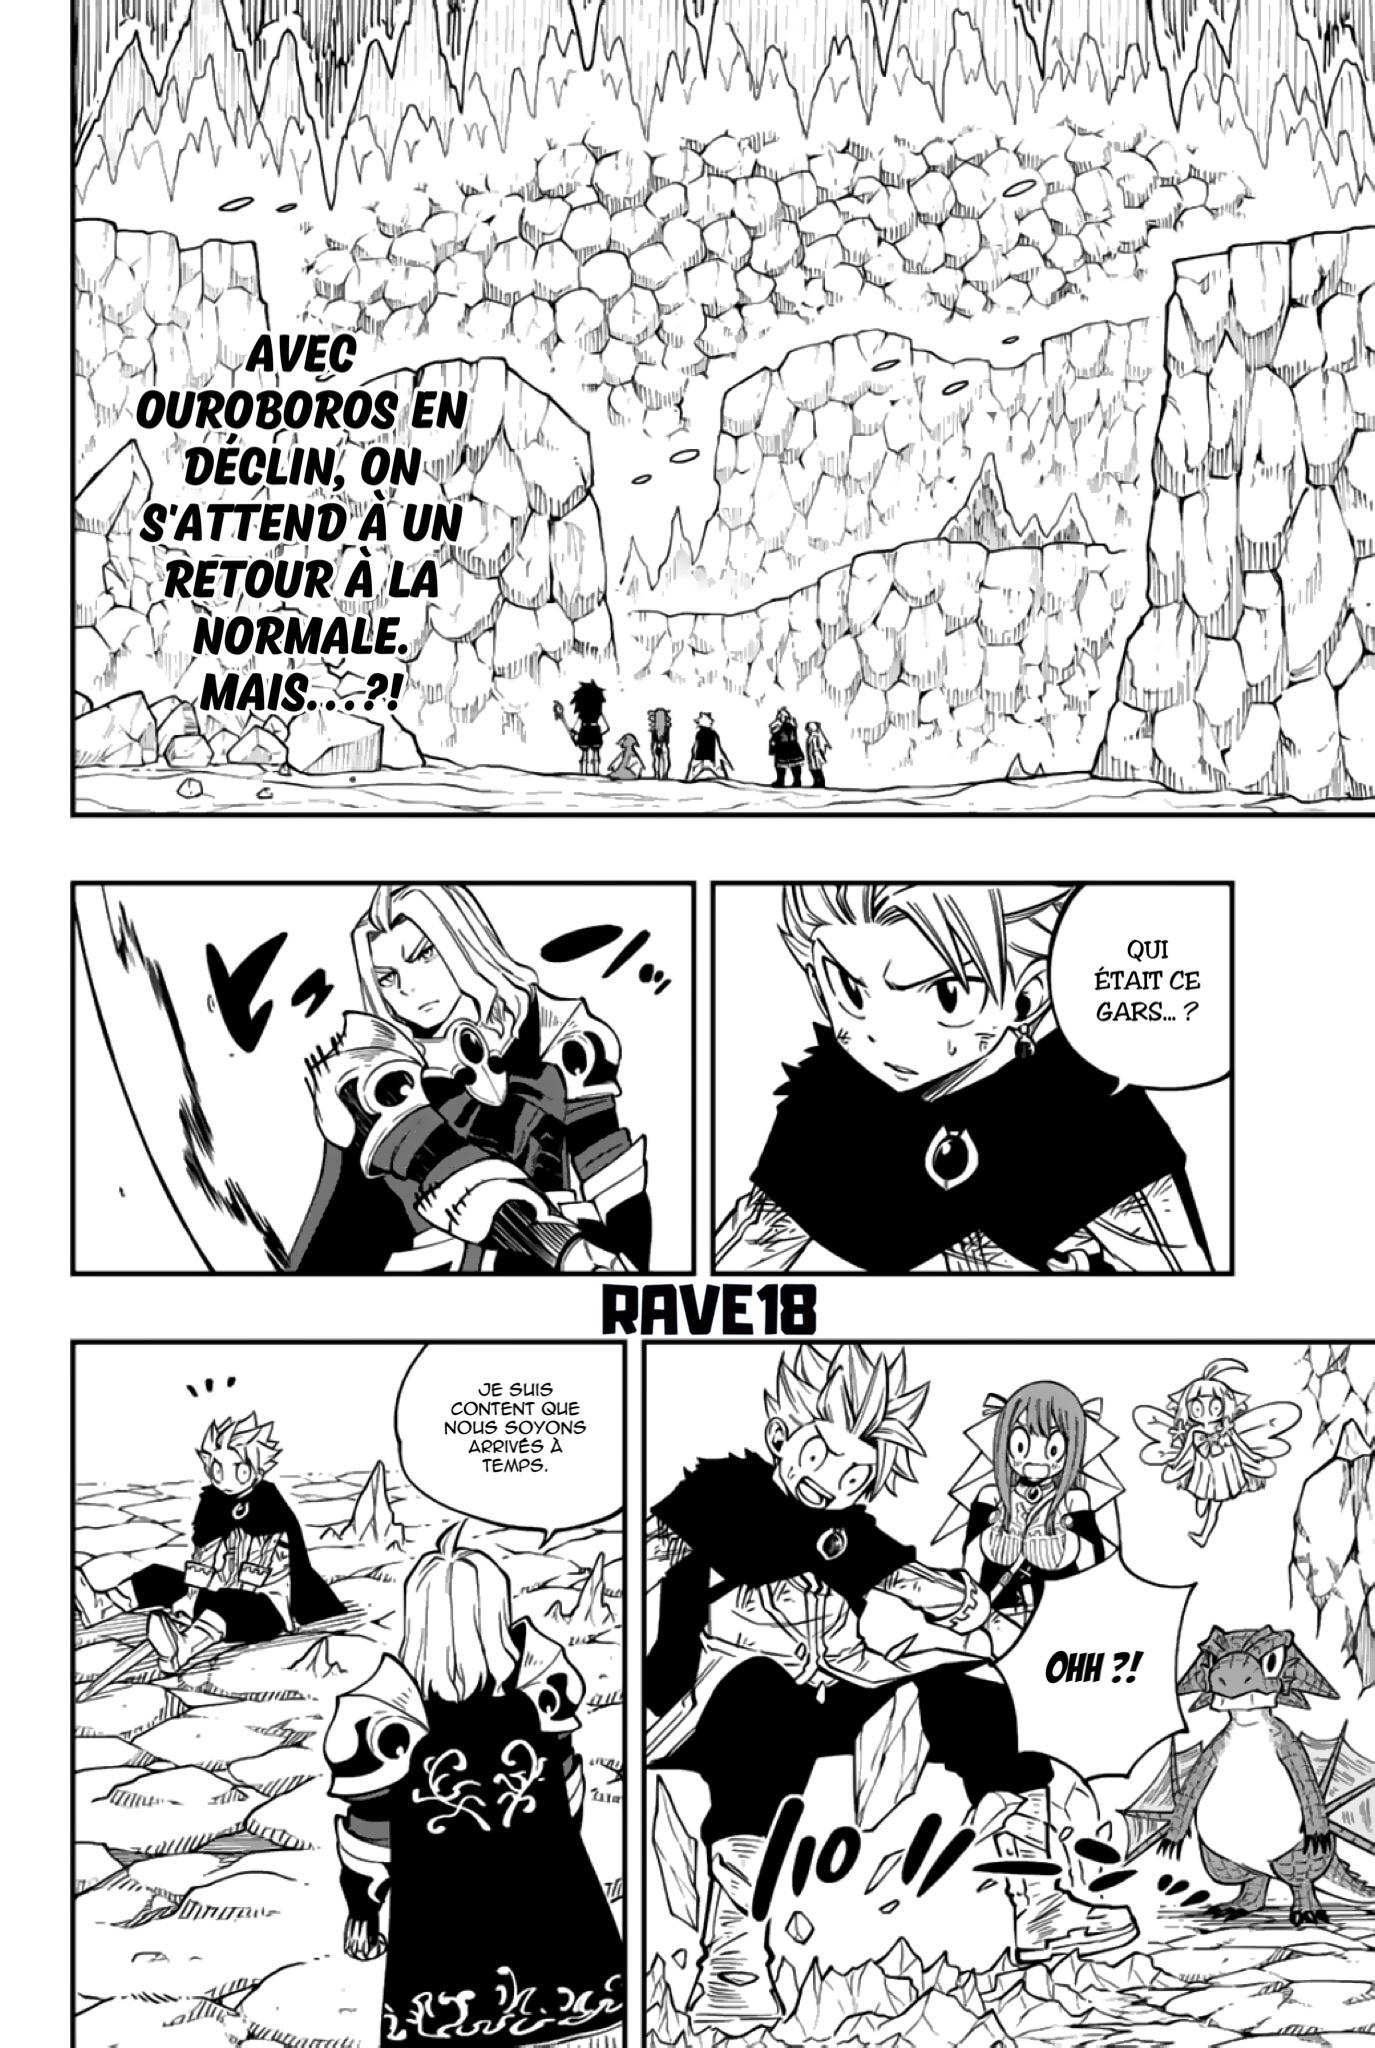 AVEC
OUROBOROS EN
DÉCLIN, ON
S'ATTEND À UN
RETOUR À LA
NORMALE.
MAIS...?!
QUI
ÉTAIT CE
GARS... ?
RAVE18
OHH ?!
JE SUIS
CONTENT QUE
NOUS SOYONS
ARRIVÉS À
TEMPS.